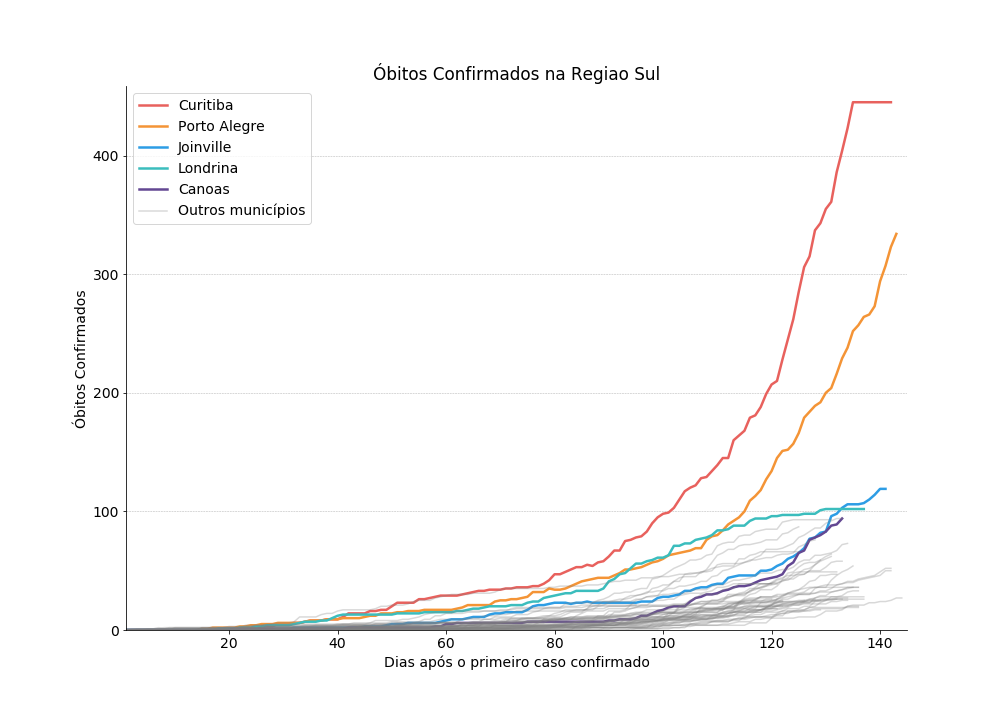 Óbitos Confirmados na Regiao Sul
Curitiba
Porto Alegre
Joinville
Londrina
Canoas
Outros municípios
Óbitos Confirmados
400
300
200
100
0
20 40 60 80 100 120 140
Dias após o primeiro caso confirmado